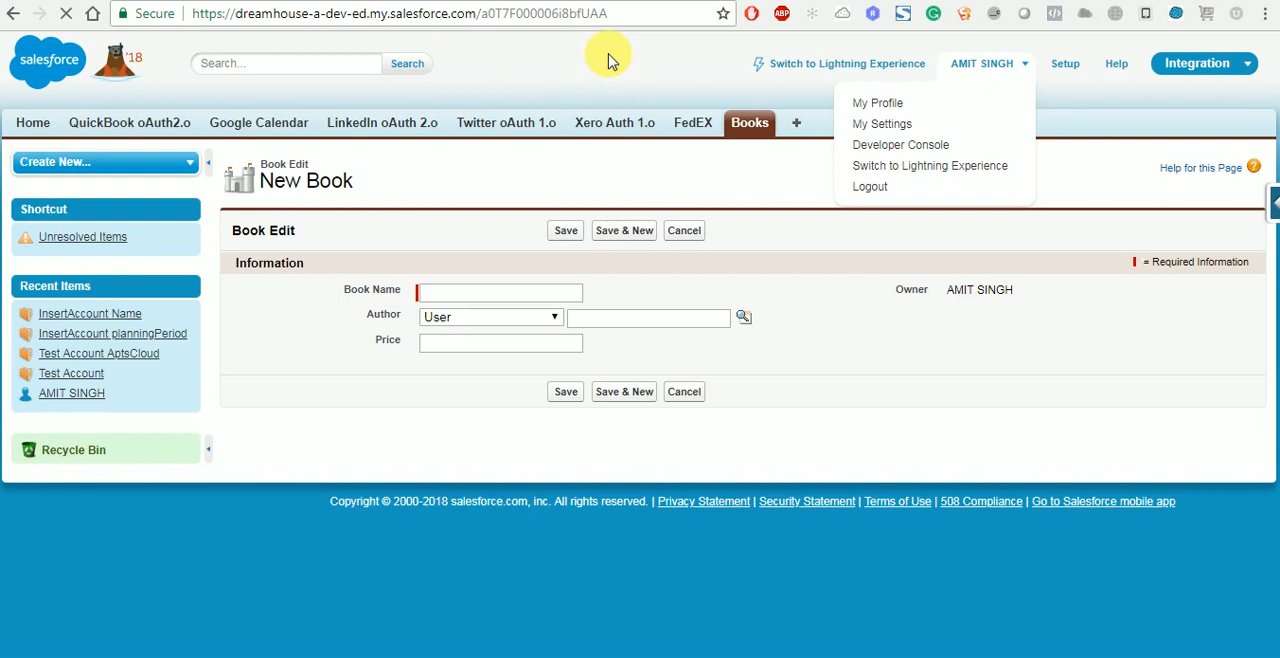 Secure | https://dreamhouse-a-dev-ed.my.salesforce.com/a0T7F000006i8bfUAA
salesforce '18 Search... Search Switch to Lightning Experience AMIT SINGH Setup Help Integration
My Profile
My Settings
Developer Console
Switch to Lightning Experience
Logout
Home QuickBook oAuth2.o Google Calendar LinkedIn oAuth 2.o Twitter oAuth 1.o Xero Auth 1.o FedEX Books +
Create New...
Shortcut
Unresolved Items
Recent Items
InsertAccount Name
InsertAccount planningPeriod
Test Account AptsCloud
Test Account
AMIT SINGH
Recycle Bin
Book Edit
New Book
Help for this Page ?
Book Edit Save Save & New Cancel
Information = Required Information
Book Name Owner AMIT SINGH
Author User
Price
Save Save & New Cancel
Copyright © 2000-2018 salesforce.com, inc. All rights reserved. | Privacy Statement | Security Statement | Terms of Use | 508 Compliance | Go to Salesforce mobile app